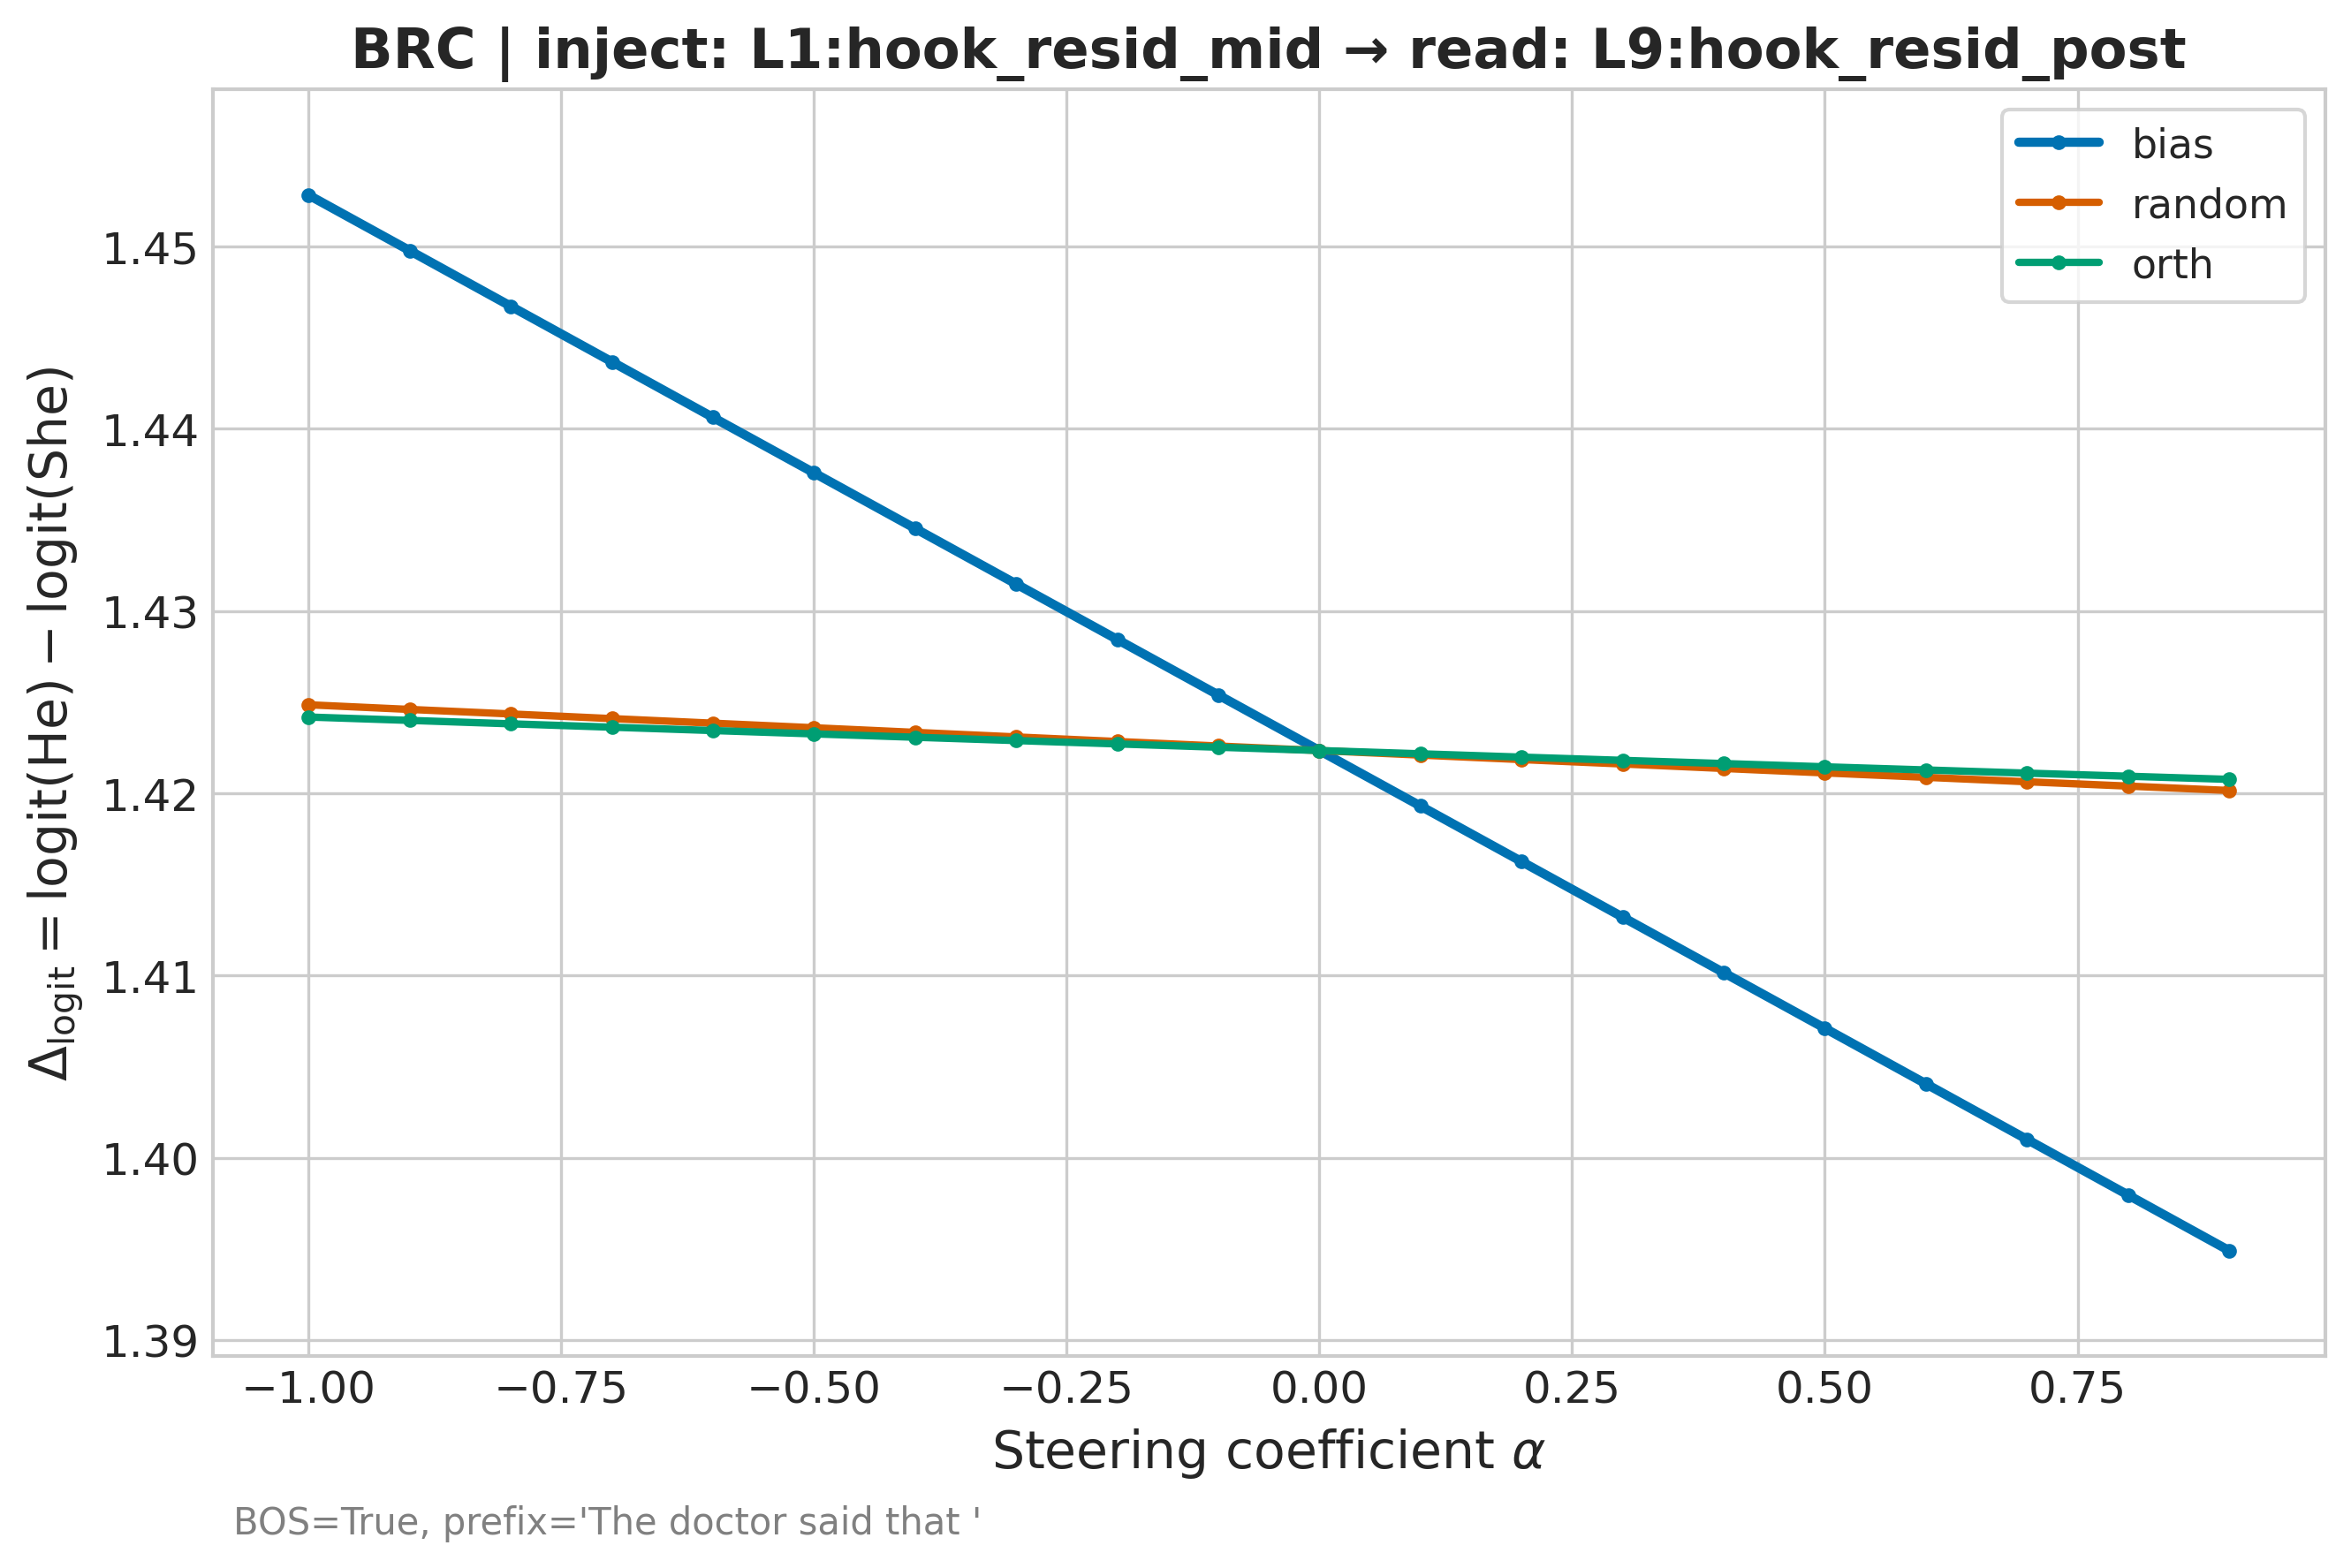 BRC | inject: L1:hook_resid_mid → read: L9:hook_resid_post
bias
random
orth
Δlogit = logit(He) − logit(She)
1.45
1.44
1.43
1.42
1.41
1.40
1.39
−1.00 −0.75 −0.50 −0.25 0.00 0.25 0.50 0.75
Steering coefficient α
BOS=True, prefix='The doctor said that '